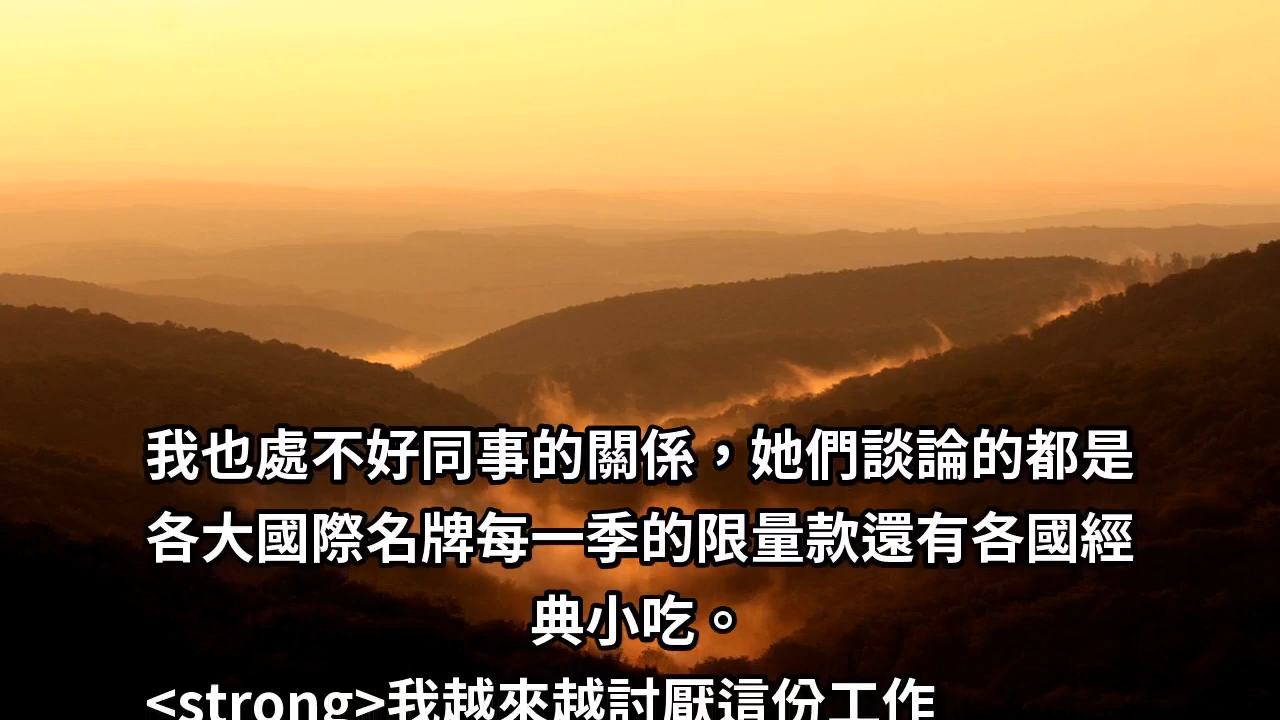 我也處不好同事的關係，她們談論的都是
各大國際名牌每一季的限量款還有各國經
典小吃。
<strong>我越來越討厭這份工作